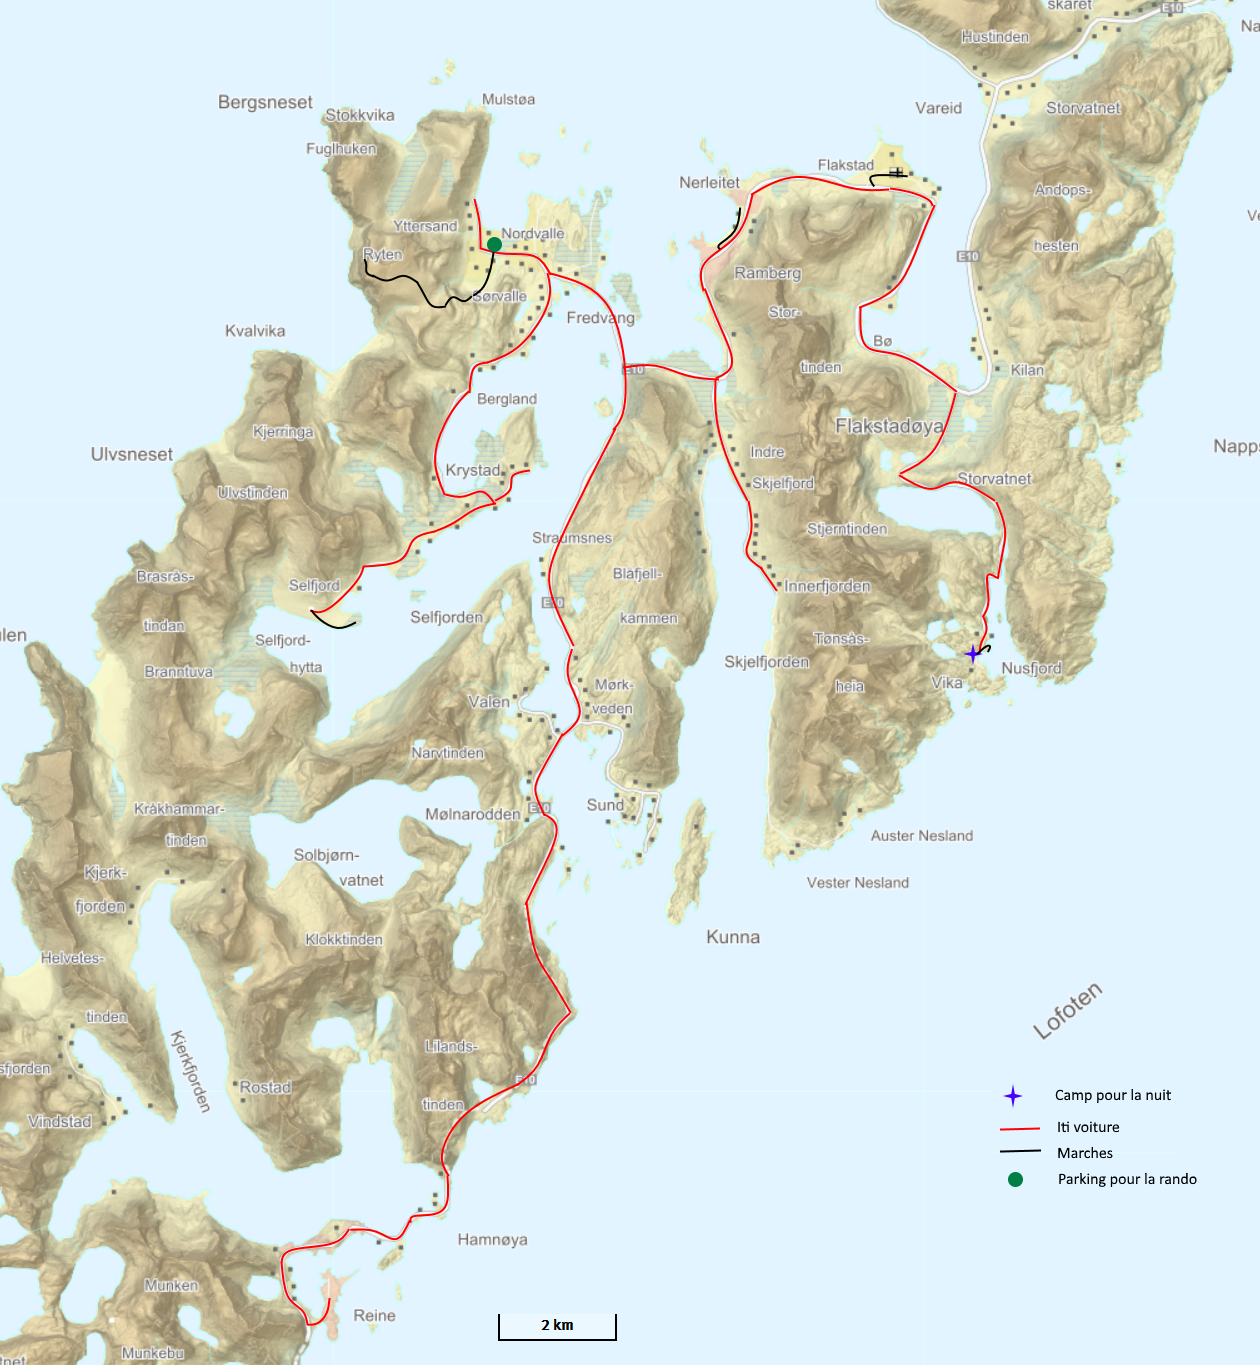 skaret
E10
Na
Hustinden
Bergsneset
Mulstøa
Stokkvika
Vareid
Storvatnet
Fuglhuken
Flakstad
Nerleitet
Andops-
Ve
Yttersand
Nordvalle
hesten
Ryten
E10
Ramberg
Sørvalle
Stor-
Fredvang
Kvalvika
Bø
E10
tinden
Kilan
Bergland
Flakstadøya
Kjerringa
Napps
Ulvsneset
Indre
Krystad
Storvatnet
Skjelfjord
Ulvstinden
Stjerntinden
Straumsnes
Brasrås-
Blåfjell-
Selfjord
Innerfjorden
E10
Selfjorden
kammen
tindan
ulen
Selfjord-
Tønsås-
hytta
Skjelfjorden
Nusfjord
Branntuva
Vika
Mørk-
heia
Valen
veden
Narvtinden
Kråkhammar-
Sund
E10
Mølnarodden
Auster Nesland
tinden
Solbjørn-
Kjerk-
vatnet
Vester Nesland
fjorden
Kunna
Klokktinden
Helvetes-
Lofoten
tinden
Lilands-
Kjerkfjorden
sfjorden
E10
Rostad
Camp pour la nuit
tinden
Vindstad
Iti voiture
Marches
Parking pour la rando
Hamnøya
Munken
Reine
2 km
Munkebu
tnet